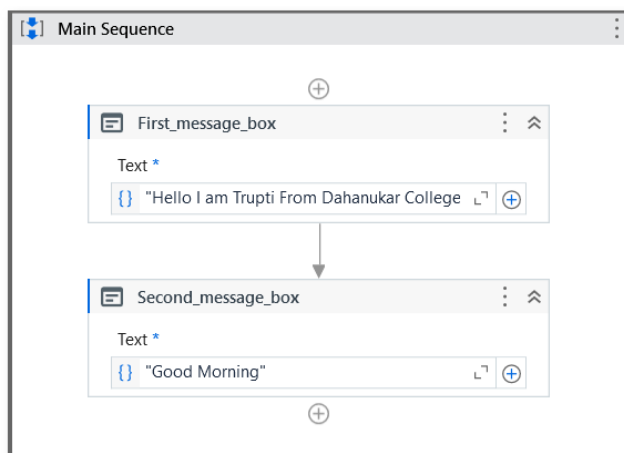 Main Sequence
First_message_box
Text *
{} "Hello I am Trupti From Dahanukar College
Second_message_box
Text *
{} "Good Morning"